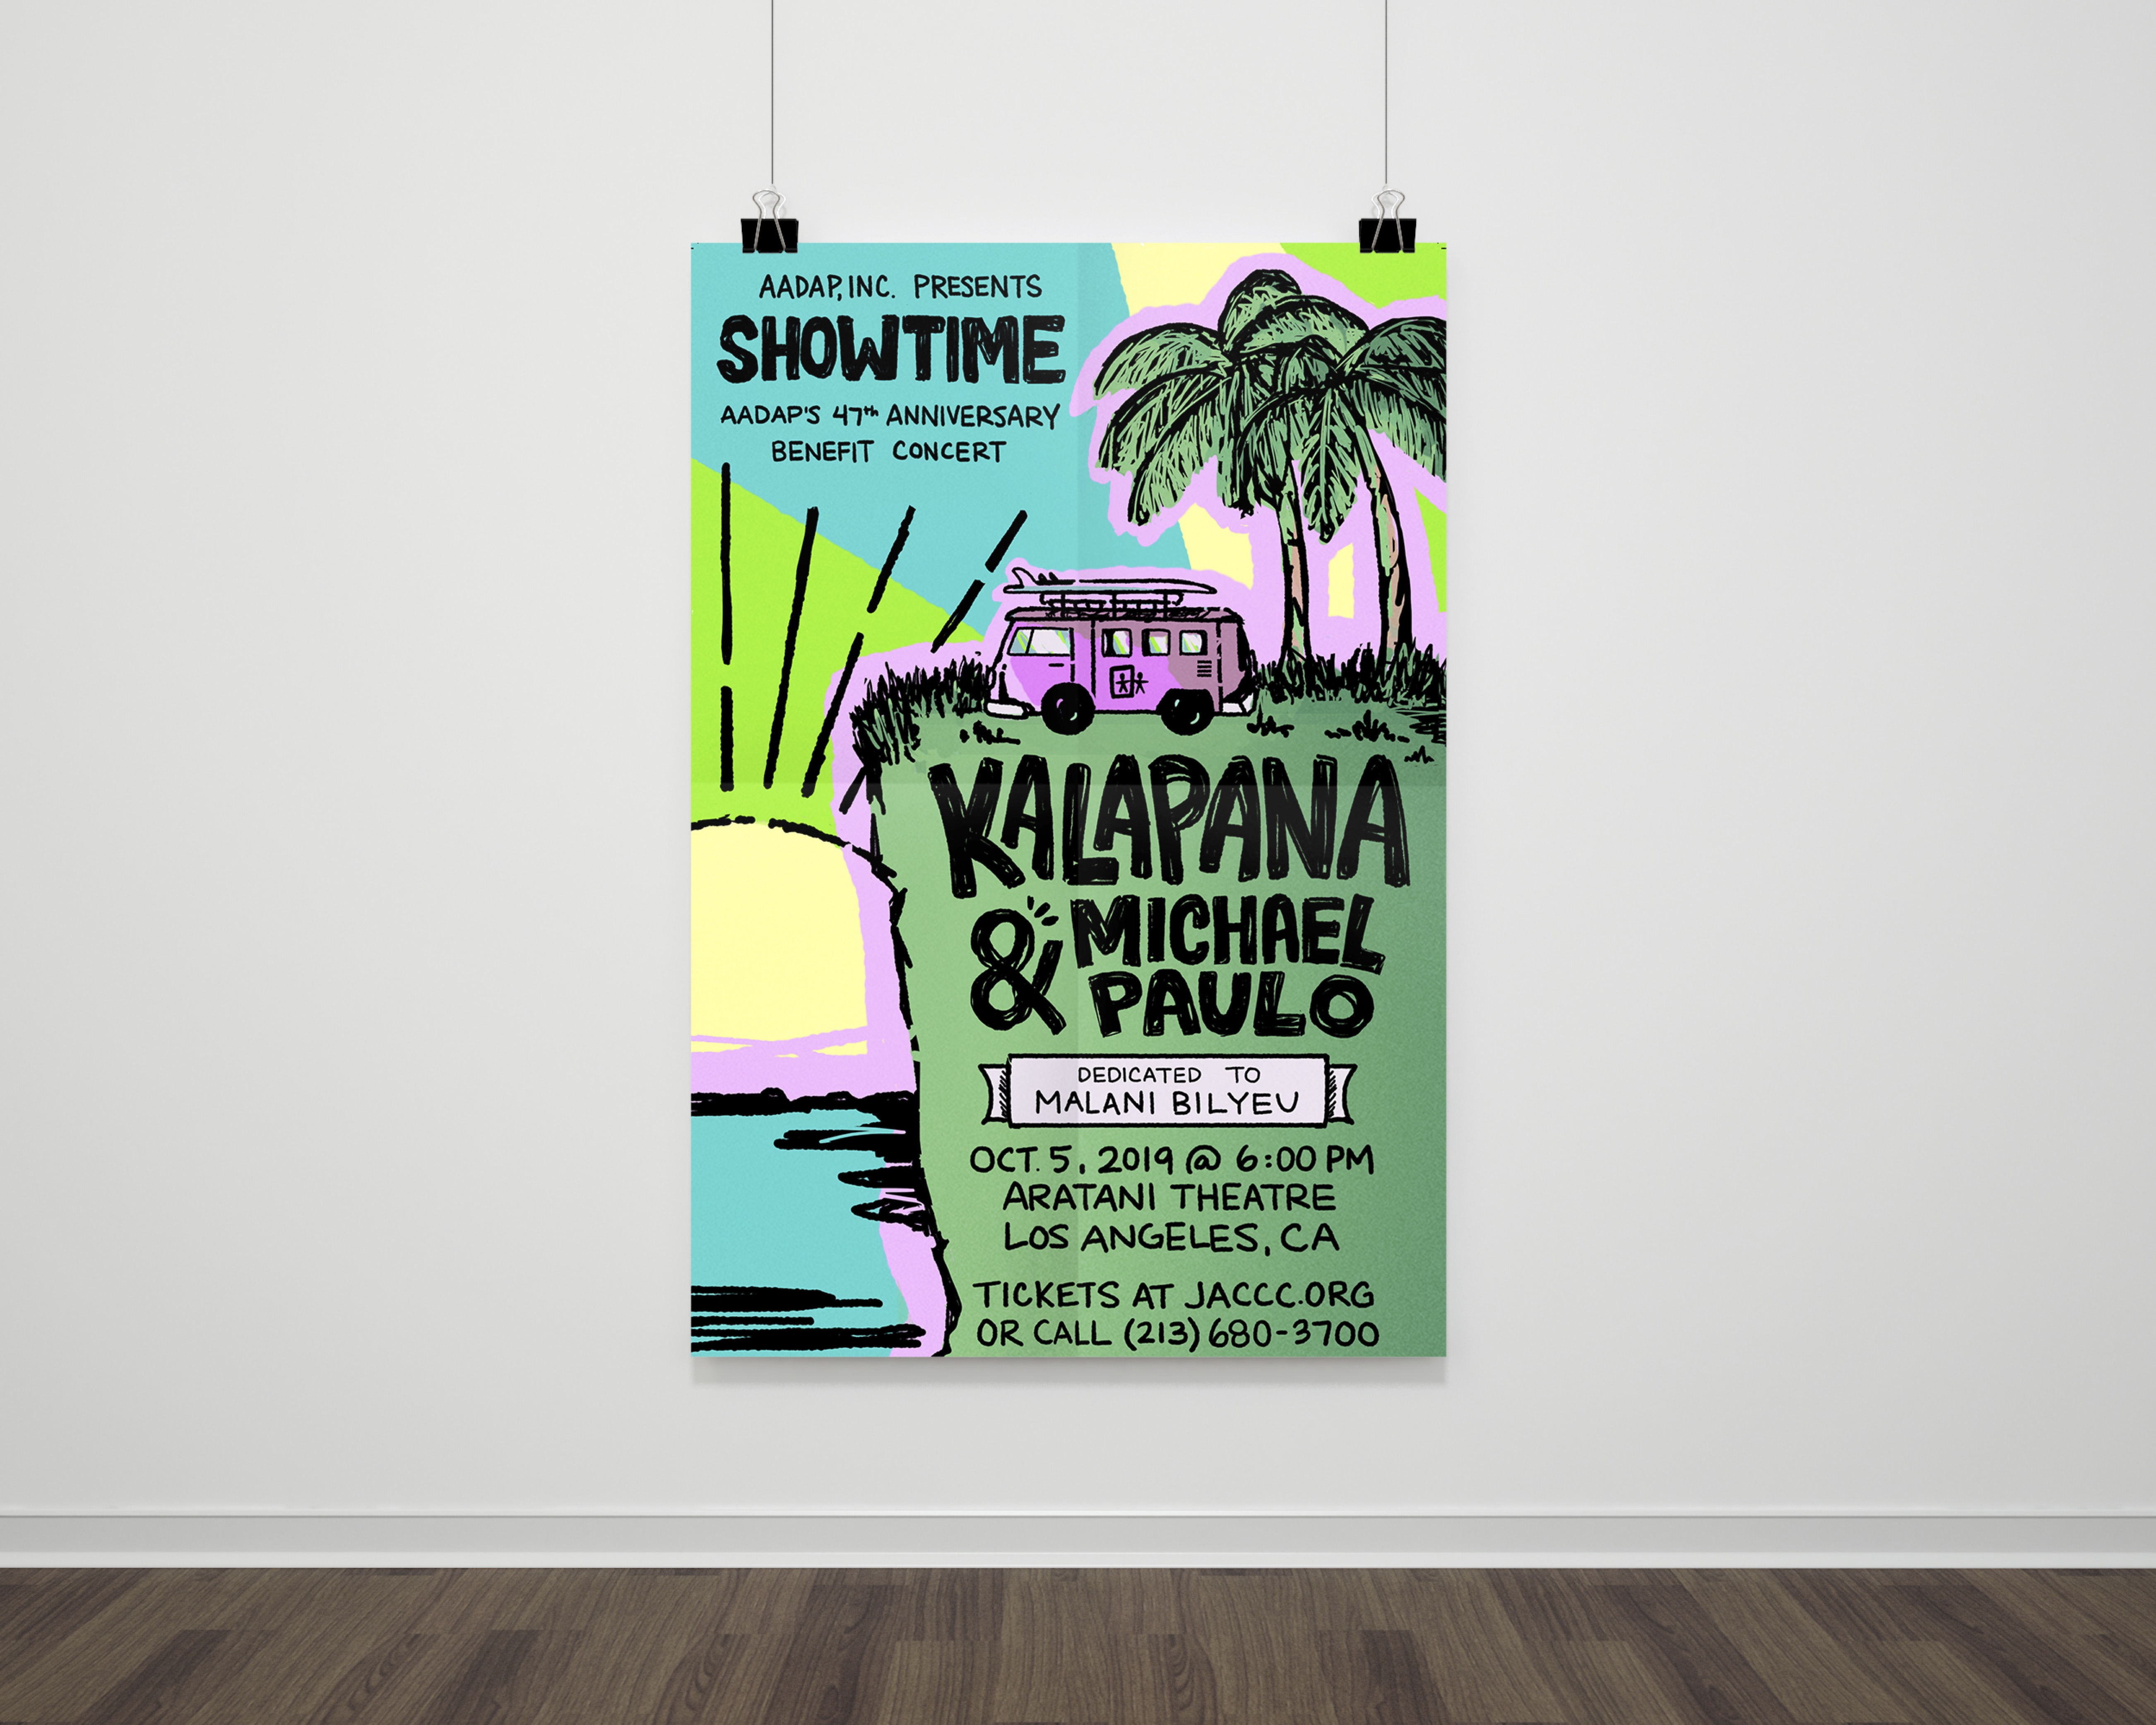 AADAP, INC. PRESENTS
SHOWTIME
AADAP'S 47th ANNIVERSARY
BENEFIT CONCERT
KALAPANA
& MICHAEL
PAULO
DEDICATED TO
MALANI BILYEU
OCT. 5, 2019 @ 6:00 PM
ARATANI THEATRE
LOS ANGELES, CA
TICKETS AT JACCC.ORG
OR CALL (213) 680-3700